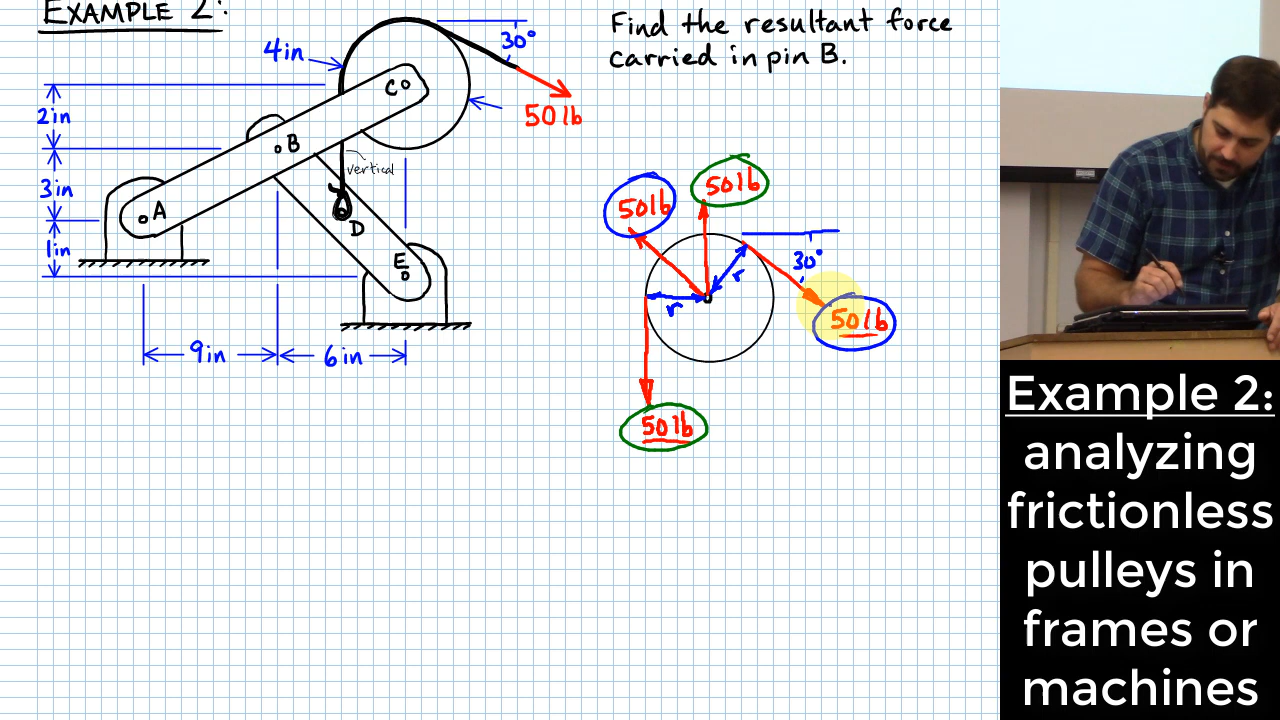 EXAMPLE 2:
Find the resultant force
carried in pin B.
4in
30°
C
50lb
2in
B
vertical
3in
A
D
1in
E
9in
6in
50lb
50lb
30°
r
r
50lb
50lb
Example 2:
analyzing
frictionless
pulleys in
frames or
machines